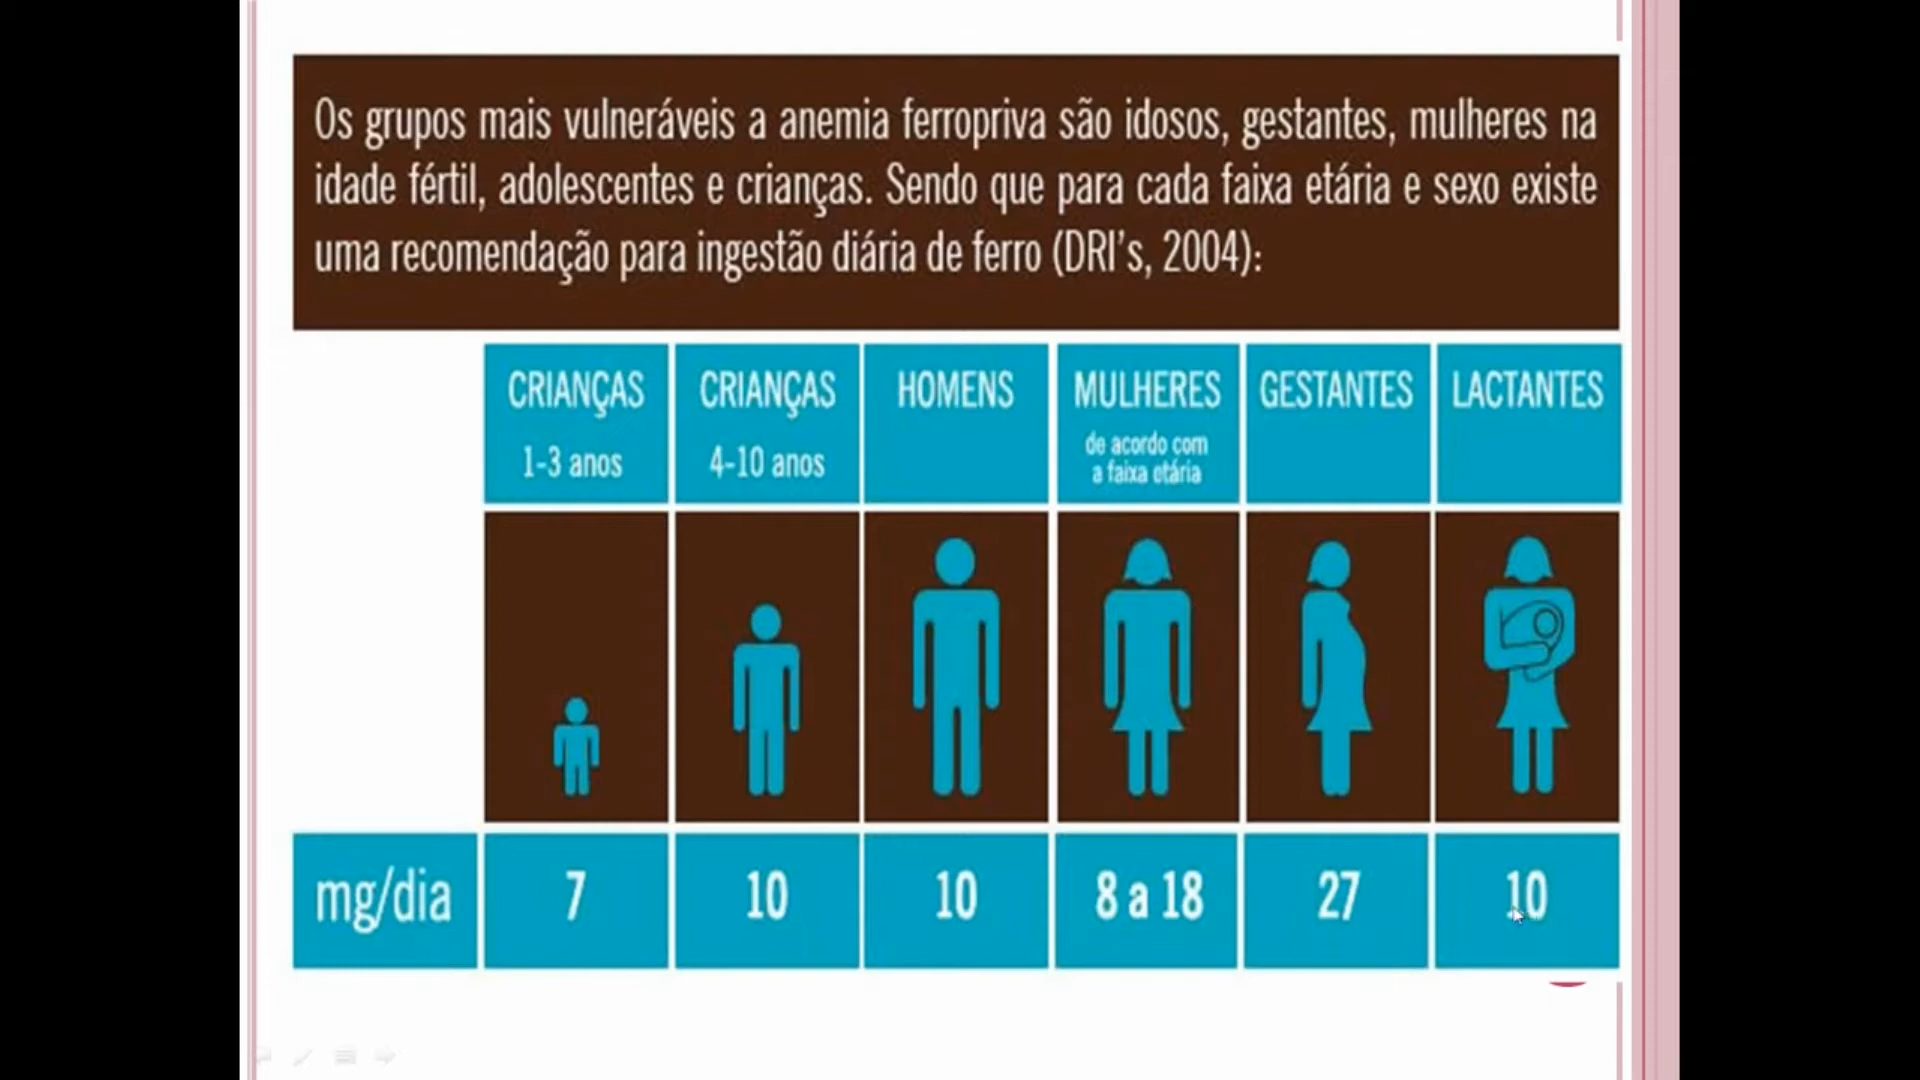 Os grupos mais vulneráveis a anemia ferropriva são idosos, gestantes, mulheres na
idade fértil, adolescentes e crianças. Sendo que para cada faixa etária e sexo existe
uma recomendação para ingestão diária de ferro (DRI's, 2004):
CRIANÇAS
1-3 anos
CRIANÇAS
4-10 anos
HOMENS
MULHERES
de acordo com
a faixa etária
GESTANTES
LACTANTES
mg/dia
7
10
10
8 a 18
27
10